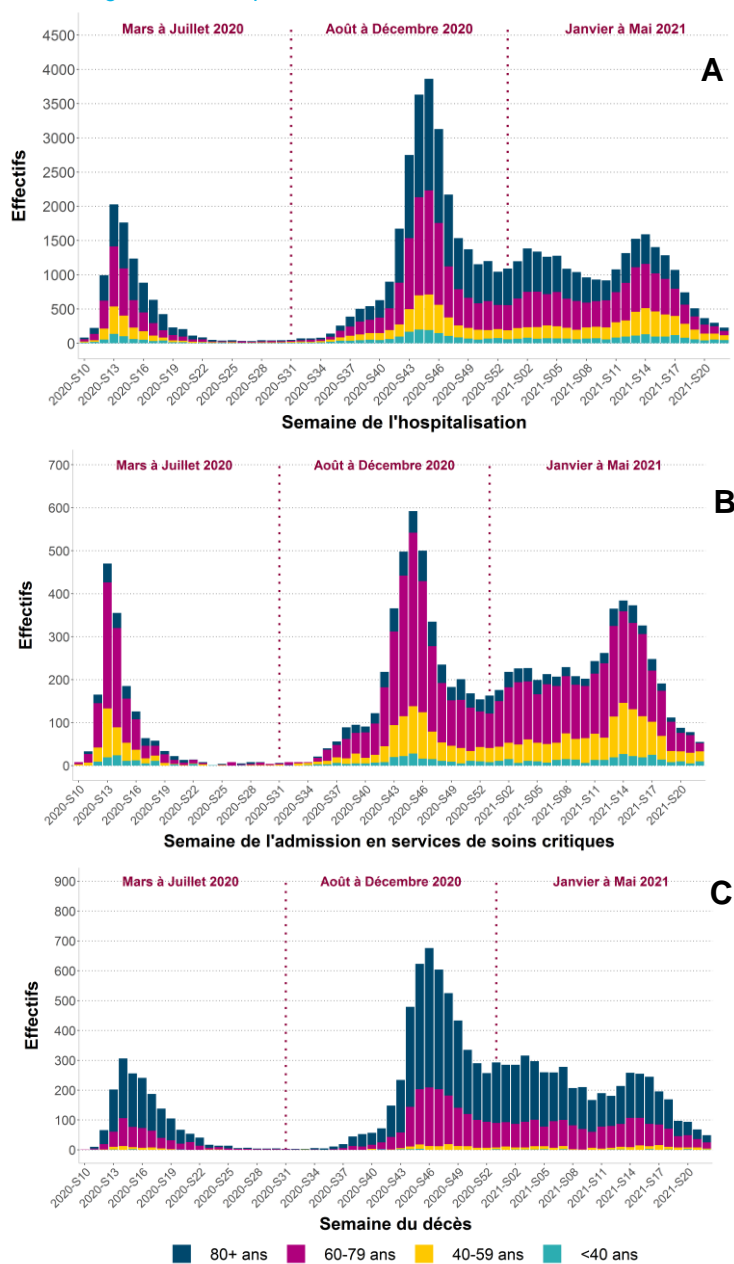 Mars à Juillet 2020 Août à Décembre 2020 Janvier à Mai 2021
A
4500
4000
3500
3000
2500
2000
1500
1000
500
0
Effectifs
2020-S10 2020-S13 2020-S16 2020-S19 2020-S22 2020-S25 2020-S28 2020-S31 2020-S34 2020-S37 2020-S40 2020-S43 2020-S46 2020-S49 2020-S52 2021-S02 2021-S05 2021-S08 2021-S11 2021-S14 2021-S17 2021-S20
Semaine de l'hospitalisation
Mars à Juillet 2020 Août à Décembre 2020 Janvier à Mai 2021
B
700
600
500
400
300
200
100
0
Effectifs
2020-S10 2020-S13 2020-S16 2020-S19 2020-S22 2020-S25 2020-S28 2020-S31 2020-S34 2020-S37 2020-S40 2020-S43 2020-S46 2020-S49 2020-S52 2021-S02 2021-S05 2021-S08 2021-S11 2021-S14 2021-S17 2021-S20
Semaine de l'admission en services de soins critiques
Mars à Juillet 2020 Août à Décembre 2020 Janvier à Mai 2021
C
900
800
700
600
500
400
300
200
100
0
Effectifs
2020-S10 2020-S13 2020-S16 2020-S19 2020-S22 2020-S25 2020-S28 2020-S31 2020-S34 2020-S37 2020-S40 2020-S43 2020-S46 2020-S49 2020-S52 2021-S02 2021-S05 2021-S08 2021-S11 2021-S14 2021-S17 2021-S20
Semaine du décès
80+ ans 60-79 ans 40-59 ans <40 ans